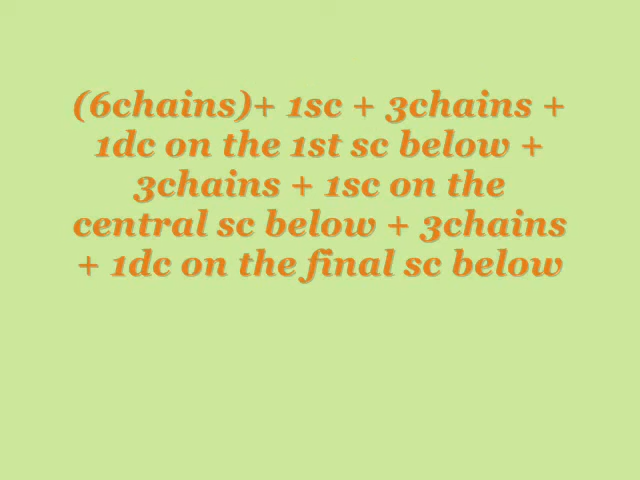 (6chains)+ 1sc + 3chains +
1dc on the 1st sc below +
3chains + 1sc on the
central sc below + 3chains
+ 1dc on the final sc below